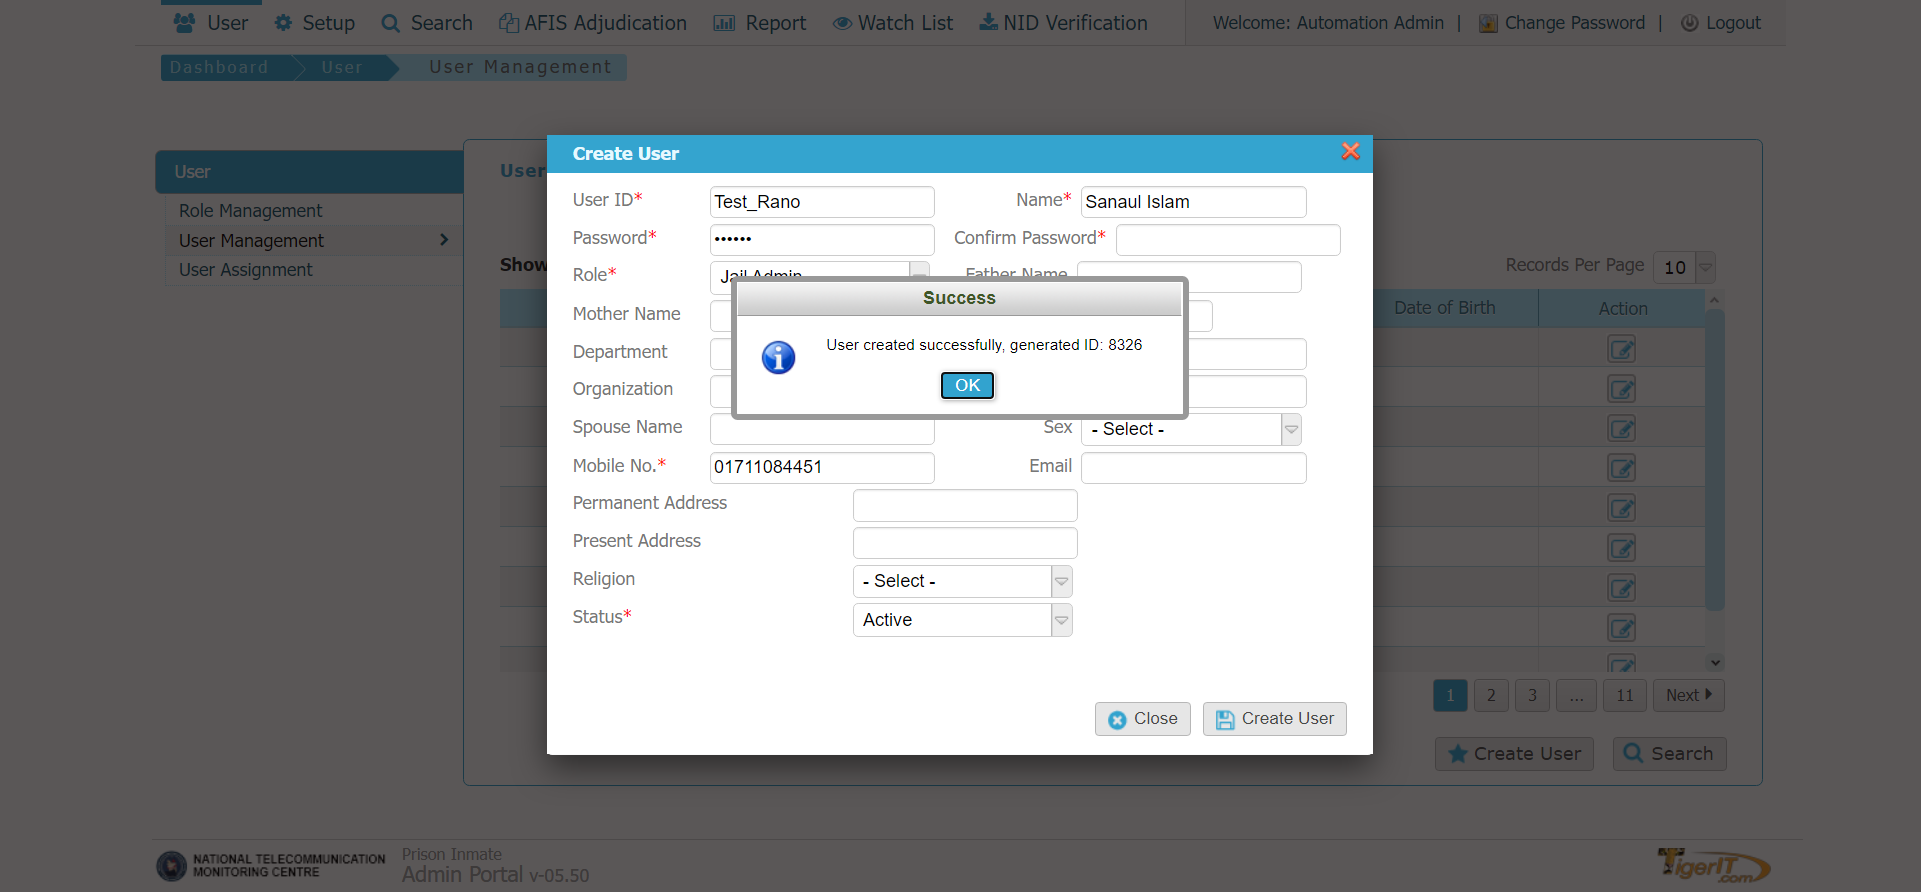 User Setup Search AFIS Adjudication Report Watch List NID Verification Welcome: Automation Admin | Change Password | Logout
Dashboard User User Management
Create User
User
User
Role Management
User Management
User Assignment
User ID* Test_Rano Name* Sanaul Islam
Password* •••••• Confirm Password*
Show
Records Per Page 10
Role* Jail Admin Father Name
Success
Mother Name
Date of Birth Action
User created successfully, generated ID: 8326
Department
OK
Organization
Spouse Name Sex - Select -
Mobile No.* 01711084451 Email
Permanent Address
Present Address
Religion - Select -
Status* Active
1 2 3 ... 11 Next
Close Create User
Create User Search
NATIONAL TELECOMMUNICATION
MONITORING CENTRE
Prison Inmate
Admin Portal v-05.50
TigerIT
.com